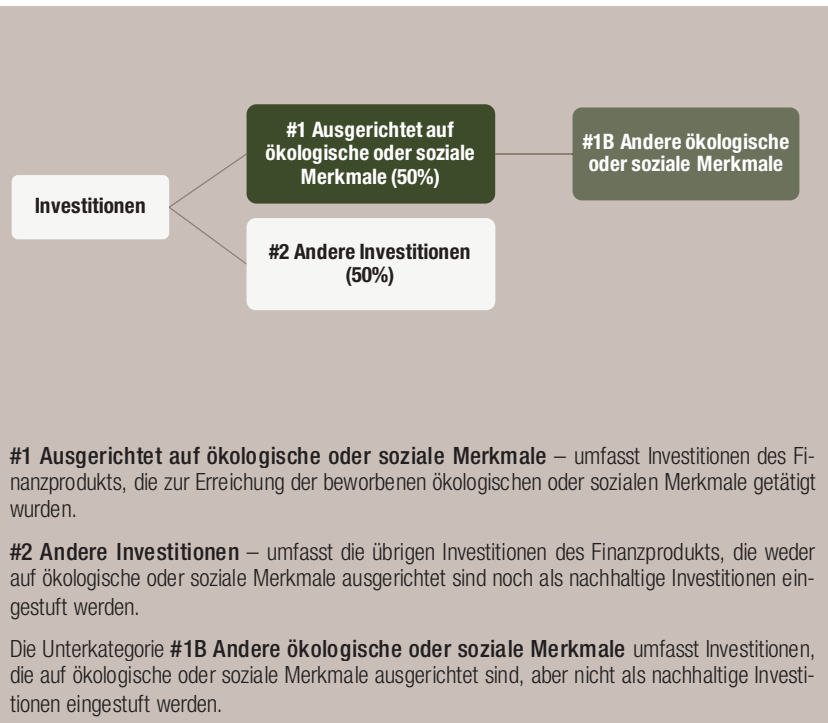 #1 Ausgerichtet auf
ökologische oder soziale
Merkmale (50%)
#1B Andere ökologische
oder soziale Merkmale
Investitionen
#2 Andere Investitionen
(50%)
#1 Ausgerichtet auf ökologische oder soziale Merkmale – umfasst Investitionen des Fi-
nanzprodukts, die zur Erreichung der beworbenen ökologischen oder sozialen Merkmale getätigt
wurden.
#2 Andere Investitionen – umfasst die übrigen Investitionen des Finanzprodukts, die weder
auf ökologische oder soziale Merkmale ausgerichtet sind noch als nachhaltige Investitionen ein-
gestuft werden.
Die Unterkategorie #1B Andere ökologische oder soziale Merkmale umfasst Investitionen,
die auf ökologische oder soziale Merkmale ausgerichtet sind, aber nicht als nachhaltige Investi-
tionen eingestuft werden.